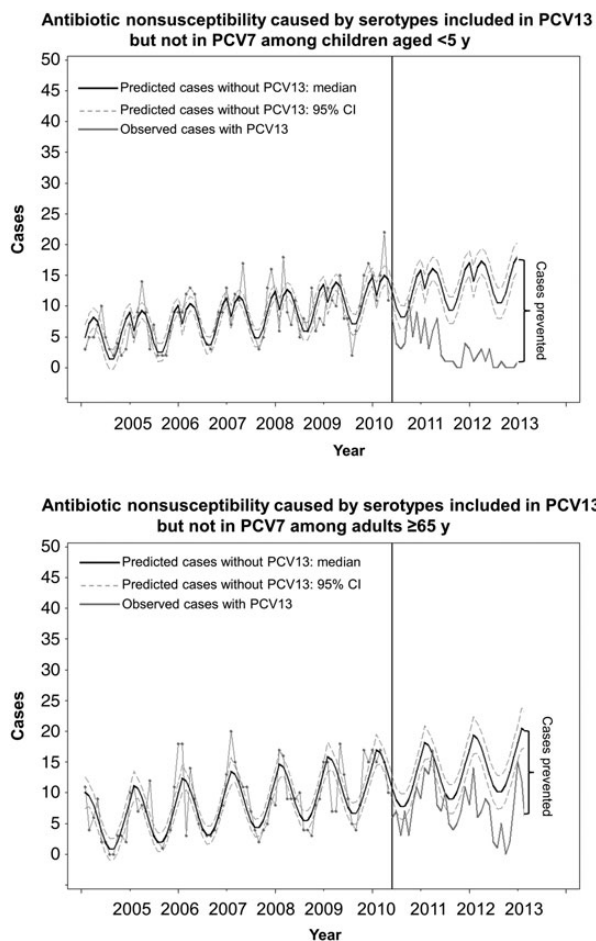 Antibiotic nonsusceptibility caused by serotypes included in PCV13
but not in PCV7 among children aged <5 y
50
45
40
35
30
25
20
15
10
5
0
Cases
Predicted cases without PCV13: median
Predicted cases without PCV13: 95% CI
Observed cases with PCV13
Cases prevented
2005 2006 2007 2008 2009 2010 2011 2012 2013
Year
Antibiotic nonsusceptibility caused by serotypes included in PCV13
but not in PCV7 among adults ≥65 y
50
45
40
35
30
25
20
15
10
5
0
Cases
Predicted cases without PCV13: median
Predicted cases without PCV13: 95% CI
Observed cases with PCV13
Cases prevented
2005 2006 2007 2008 2009 2010 2011 2012 2013
Year